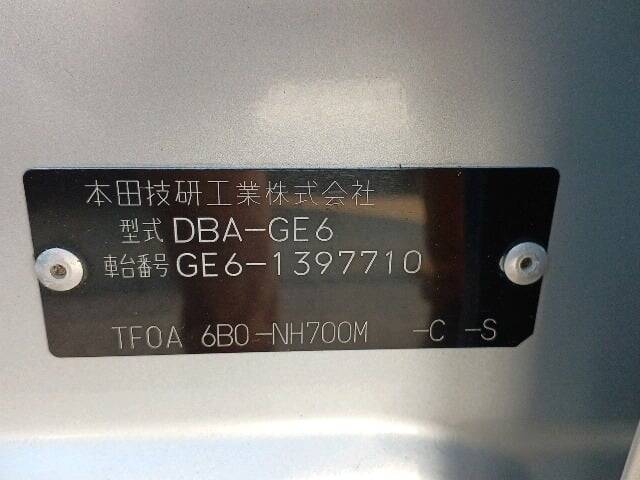 本田技研工業株式会社
型式 DBA-GE6
車台番号 GE6-1397710
TF0A 6B0-NH700M -C -S